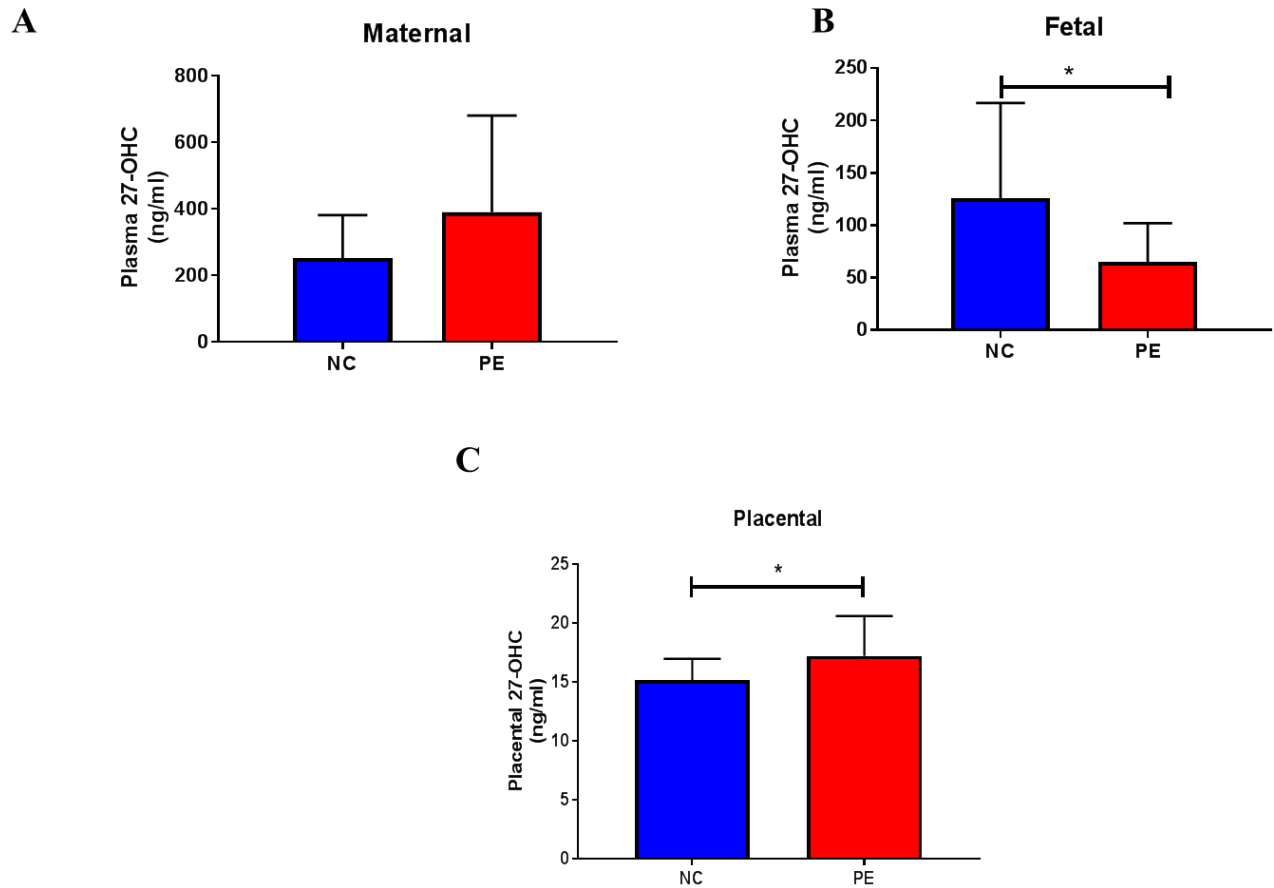 A
Maternal
Plasma 27-OHC
(ng/ml)
800
600
400
200
0
NC
PE
B
Fetal
Plasma 27-OHC
(ng/ml)
250
200
150
100
50
0
*
NC
PE
C
Placental
Placental 27-OHC
(ng/ml)
25
20
15
10
5
0
*
NC
PE